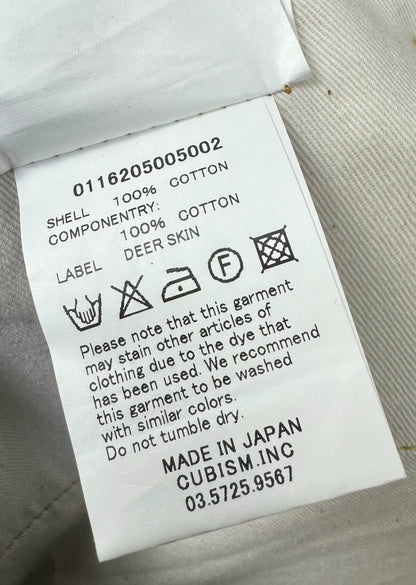 0116205005002
SHELL 100% COTTON
COMPONENTRY:
100% COTTON
LABEL DEER SKIN
F
Please note that this garment
may stain other articles of
clothing due to the dye that
has been used. We recommend
this garment to be washed
with similar colors.
Do not tumble dry.
MADE IN JAPAN
CUBISM.INC
03.5725.9567